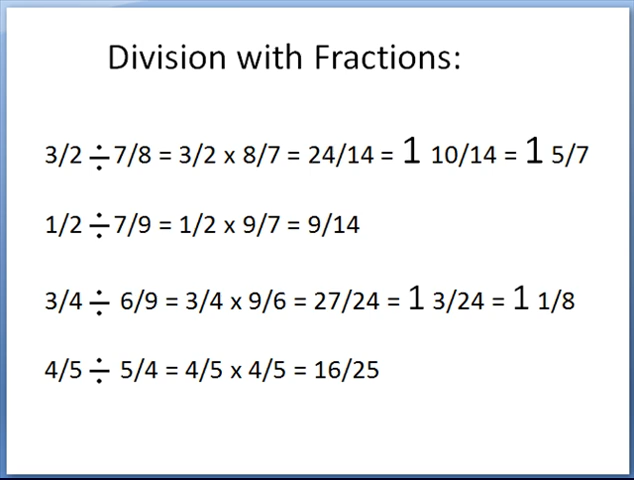 Division with Fractions:
3/2 ÷ 7/8 = 3/2 x 8/7 = 24/14 = 1 10/14 = 1 5/7
1/2 ÷ 7/9 = 1/2 x 9/7 = 9/14
3/4 ÷ 6/9 = 3/4 x 9/6 = 27/24 = 1 3/24 = 1 1/8
4/5 ÷ 5/4 = 4/5 x 4/5 = 16/25